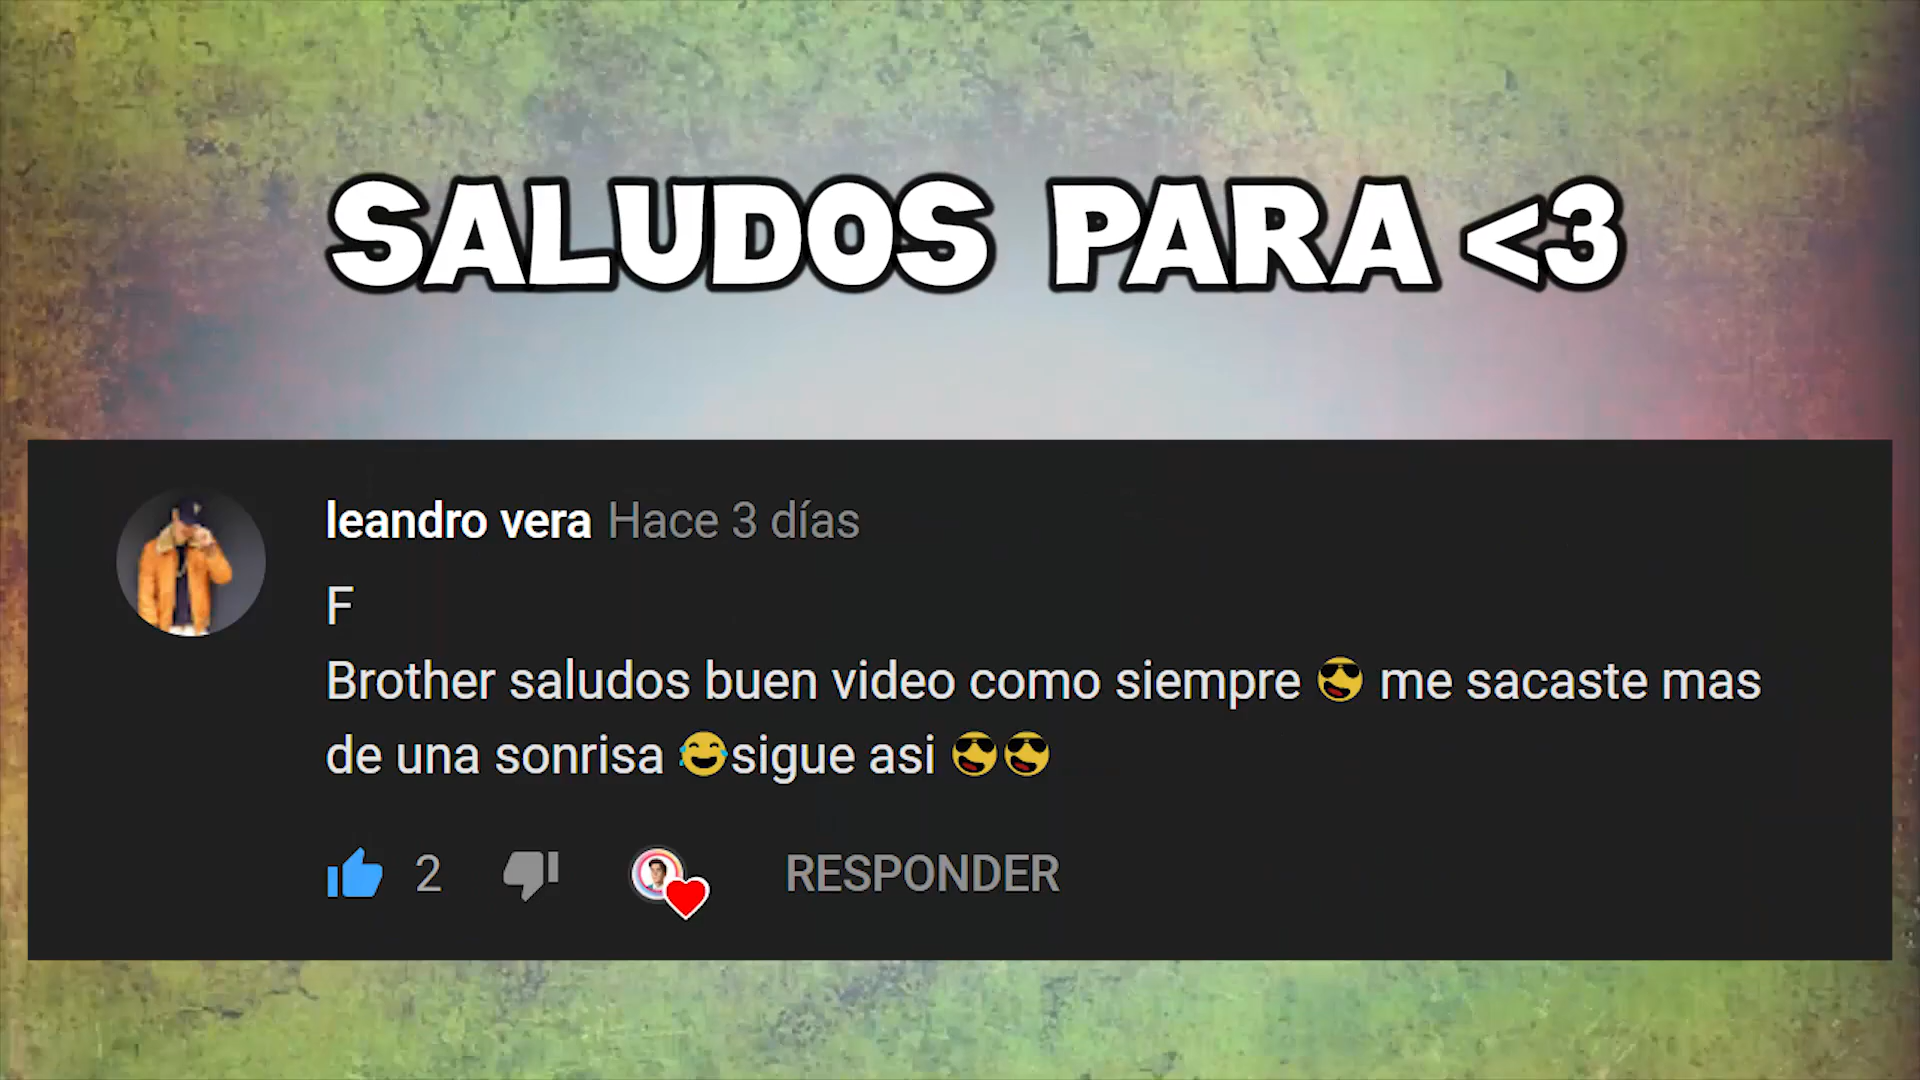 SALUDOS PARA <3
leandro vera Hace 3 días
F
Brother saludos buen video como siempre 😎 me sacaste mas
de una sonrisa 😂sigue asi 😎😎
2 RESPONDER